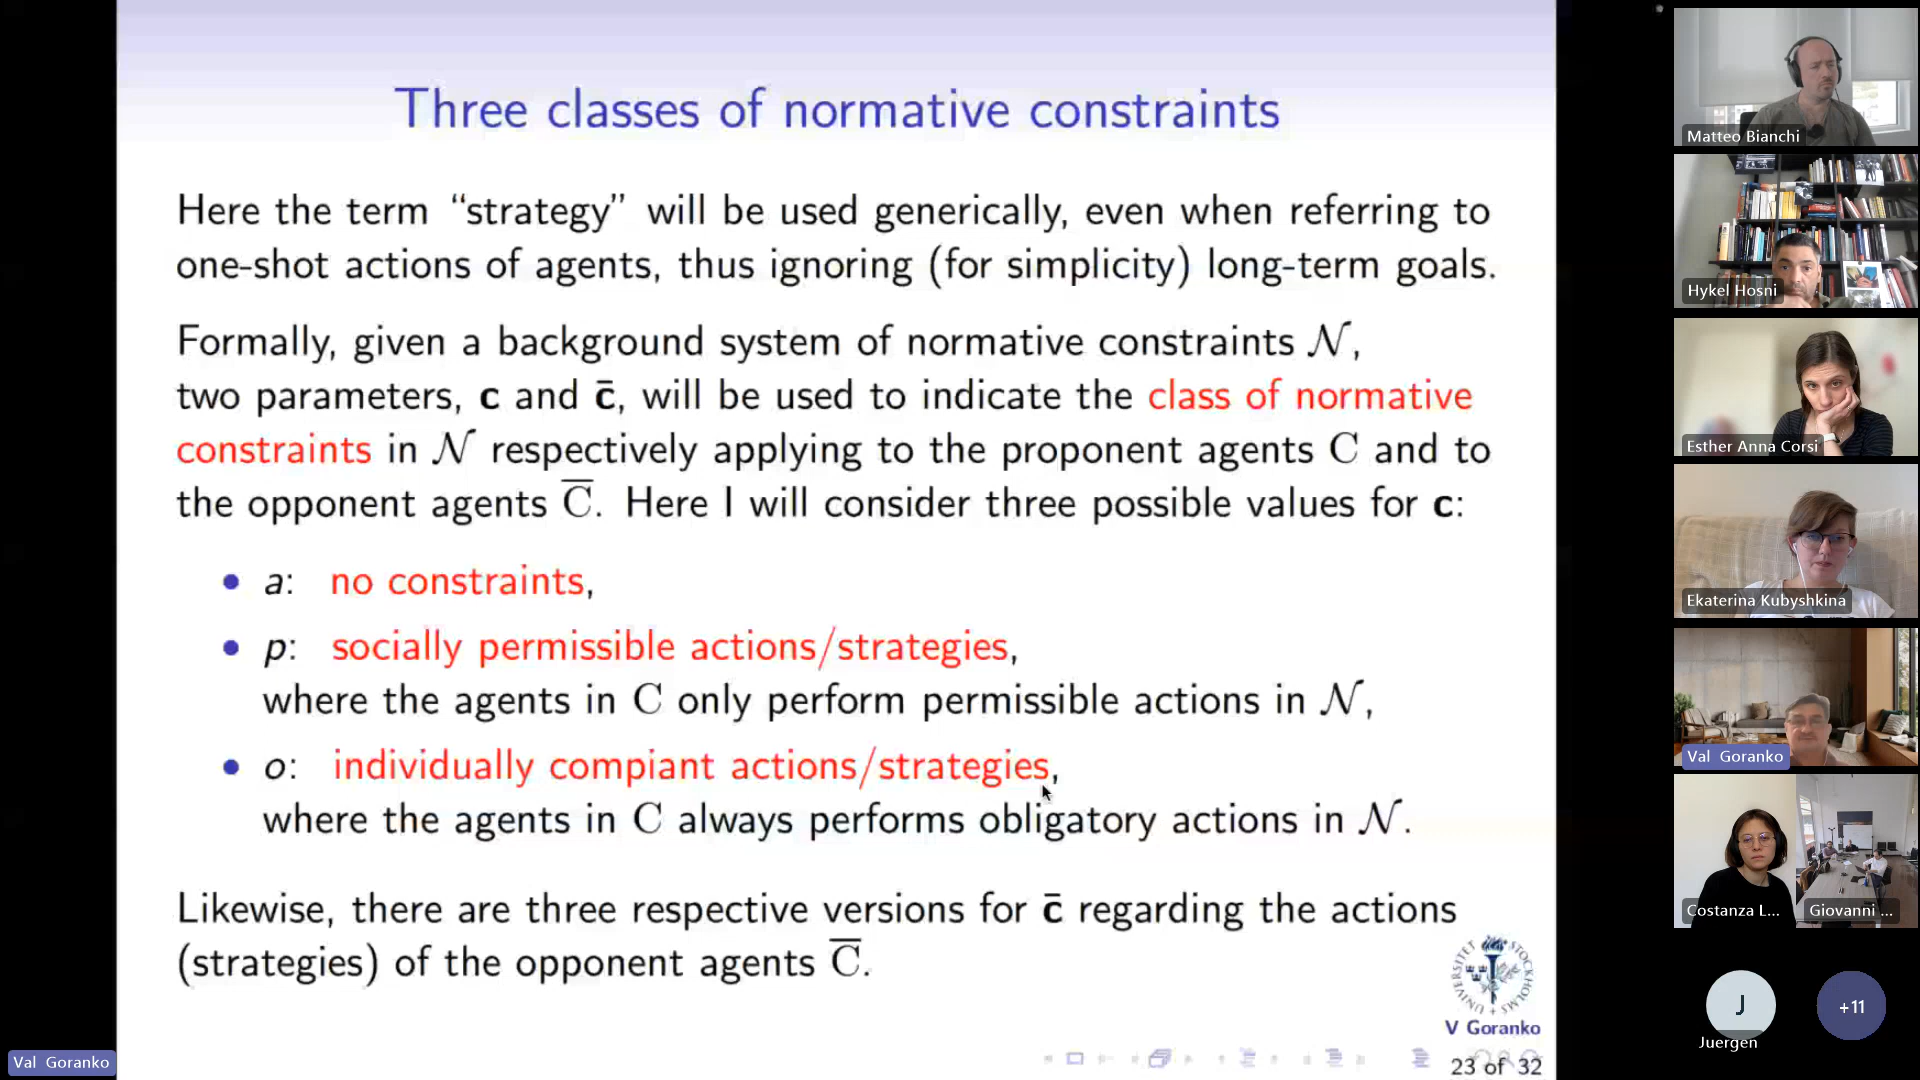 Three classes of normative constraints
Here the term “strategy” will be used generically, even when referring to
one-shot actions of agents, thus ignoring (for simplicity) long-term goals.
Formally, given a background system of normative constraints 𝒩,
two parameters, c and c̄, will be used to indicate the class of normative
constraints in 𝒩 respectively applying to the proponent agents C and to
the opponent agents C̅. Here I will consider three possible values for c:
• a: no constraints,
• p: socially permissible actions/strategies,
where the agents in C only perform permissible actions in 𝒩,
• o: individually compiant actions/strategies,
where the agents in C always performs obligatory actions in 𝒩.
Likewise, there are three respective versions for c̄ regarding the actions
(strategies) of the opponent agents C̅.
V Goranko
23 of 32
Val Goranko
Matteo Bianchi
Hykel Hosni
Esther Anna Corsi
Ekaterina Kubyshkina
Val Goranko
Costanza L...
Giovanni ...
J
Juergen
+11